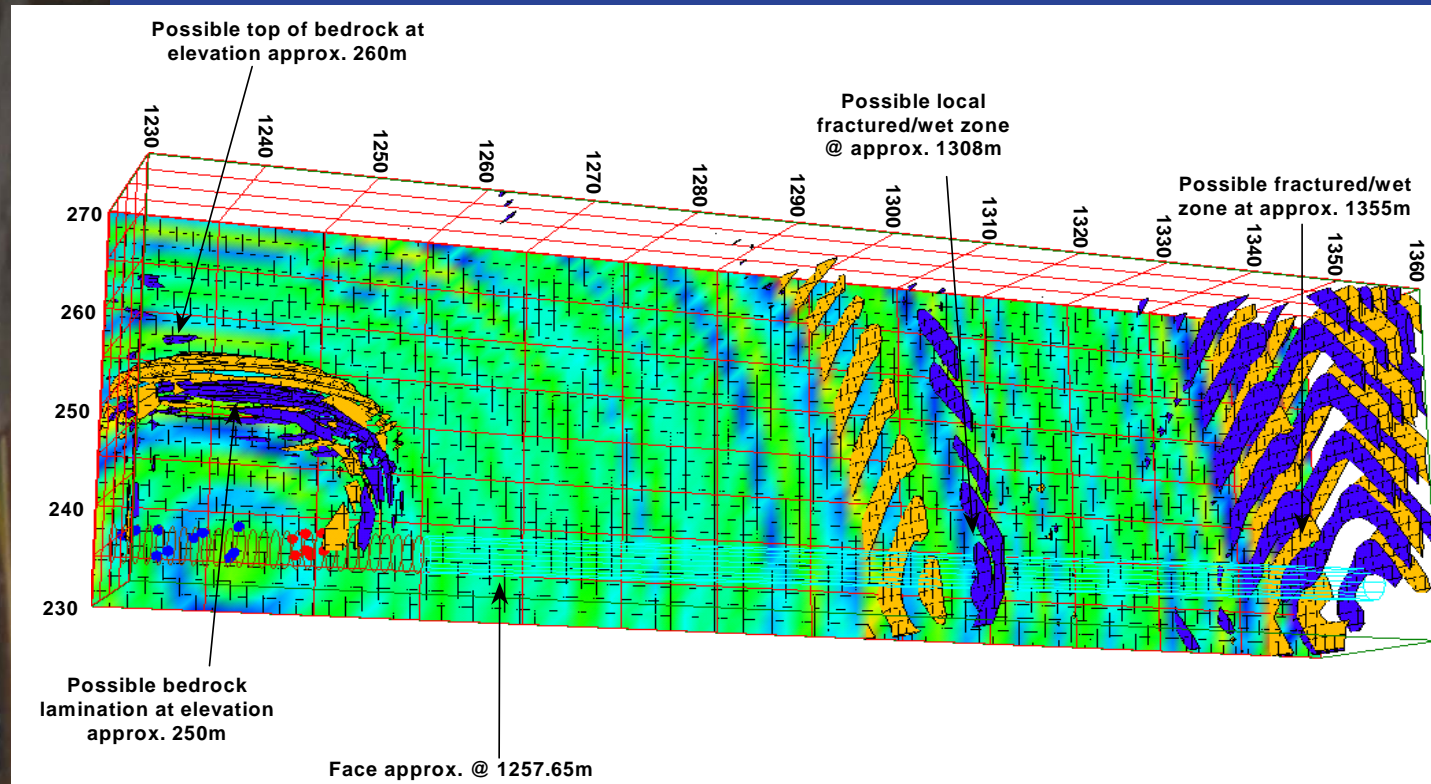 Possible top of bedrock at
elevation approx. 260m
Possible local
fractured/wet zone
@ approx. 1308m
Possible fractured/wet
zone at approx. 1355m
1230
1240
1250
1260
1270
1280
1290
1300
1310
1320
1330
1340
1350
1360
270
260
250
240
230
Possible bedrock
lamination at elevation
approx. 250m
Face approx. @ 1257.65m